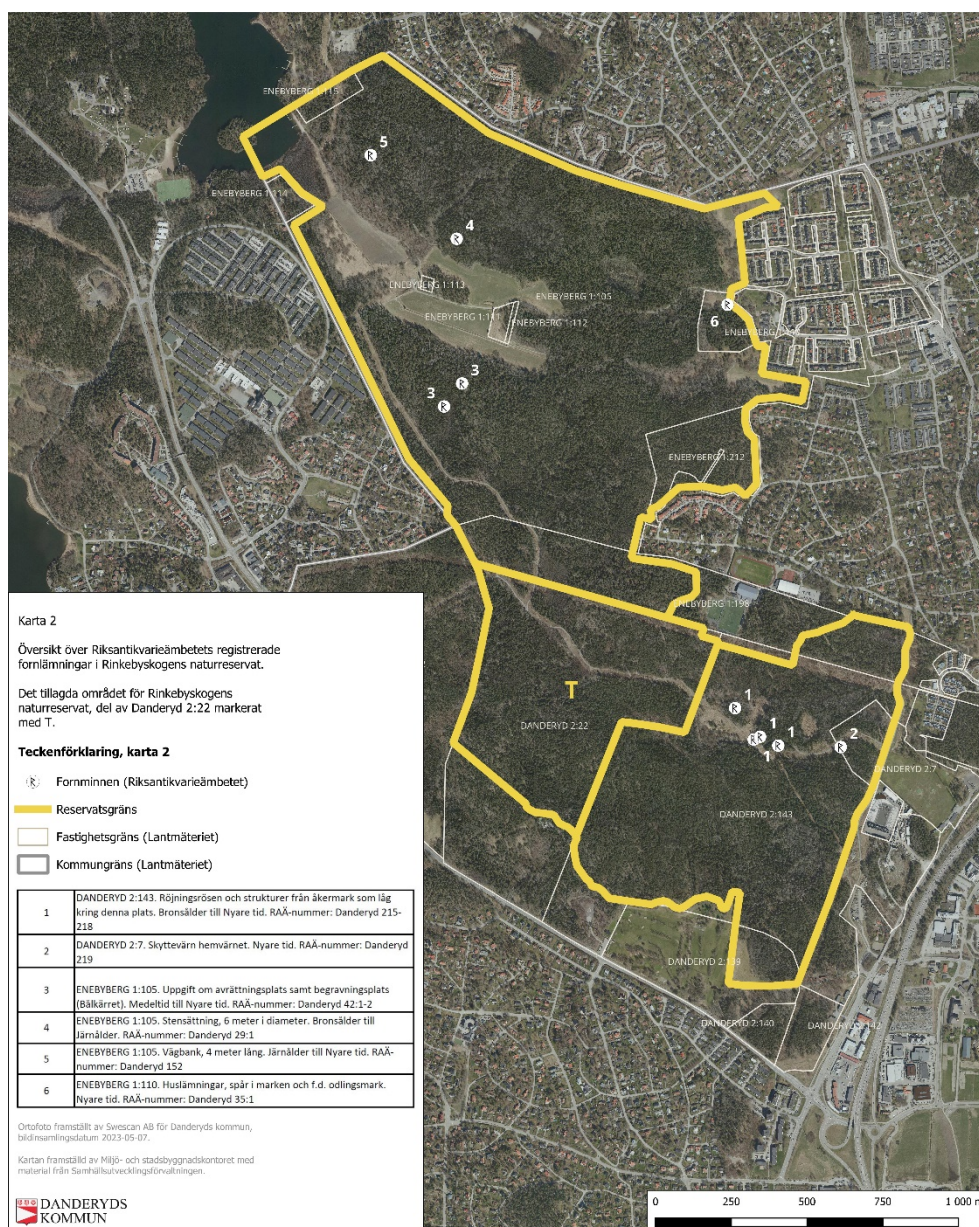 ENEBYBERG 1:115
5
ENEBYBERG 1:114
4
ENEBYBERG 1:113
ENEBYBERG 1:105
ENEBYBERG 1:111
ENEBYBERG 1:112
6
3
3
ENEBYBERG 1:212
ENEBYBERG 1:198
T
DANDERYD 2:22
1
1
1
1
2
DANDERYD 2:7
DANDERYD 2:143
DANDERYD 2:139
DANDERYD 2:140
DANDERYD 2:142
Karta 2
Översikt över Riksantikvarieämbetets registrerade
fornlämningar i Rinkebyskogens naturreservat.
Det tillagda området för Rinkebyskogens
naturreservat, del av Danderyd 2:22 markerat
med T.
Teckenförklaring, karta 2
R Fornminnen (Riksantikvarieämbetet)
Reservatsgräns
Fastighetsgräns (Lantmäteriet)
Kommungräns (Lantmäteriet)
1 DANDERYD 2:143. Röjningsrösen och strukturer från åkermark som låg
kring denna plats. Bronsålder till Nyare tid. RAÄ-nummer: Danderyd 215-
218
2 DANDERYD 2:7. Skyttevärn hemvärnet. Nyare tid. RAÄ-nummer: Danderyd
219
3 ENEBYBERG 1:105. Uppgift om avrättningsplats samt begravningsplats
(Bålkärret). Medeltid till Nyare tid. RAÄ-nummer: Danderyd 42:1-2
4 ENEBYBERG 1:105. Stensättning, 6 meter i diameter. Bronsålder till
Järnålder. RAÄ-nummer: Danderyd 29:1
5 ENEBYBERG 1:105. Vägbank, 4 meter lång. Järnålder till Nyare tid. RAÄ-
nummer: Danderyd 152
6 ENEBYBERG 1:110. Huslämningar, spår i marken och f.d. odlingsmark.
Nyare tid. RAÄ-nummer: Danderyd 35:1
Ortofoto framställt av Swescan AB för Danderyds kommun,
bildinsamlingsdatum 2023-05-07.
Kartan framställd av Miljö- och stadsbyggnadskontoret med
material från Samhällsutvecklingsförvaltningen.
DANDERYDS
KOMMUN
0 250 500 750 1 000 m